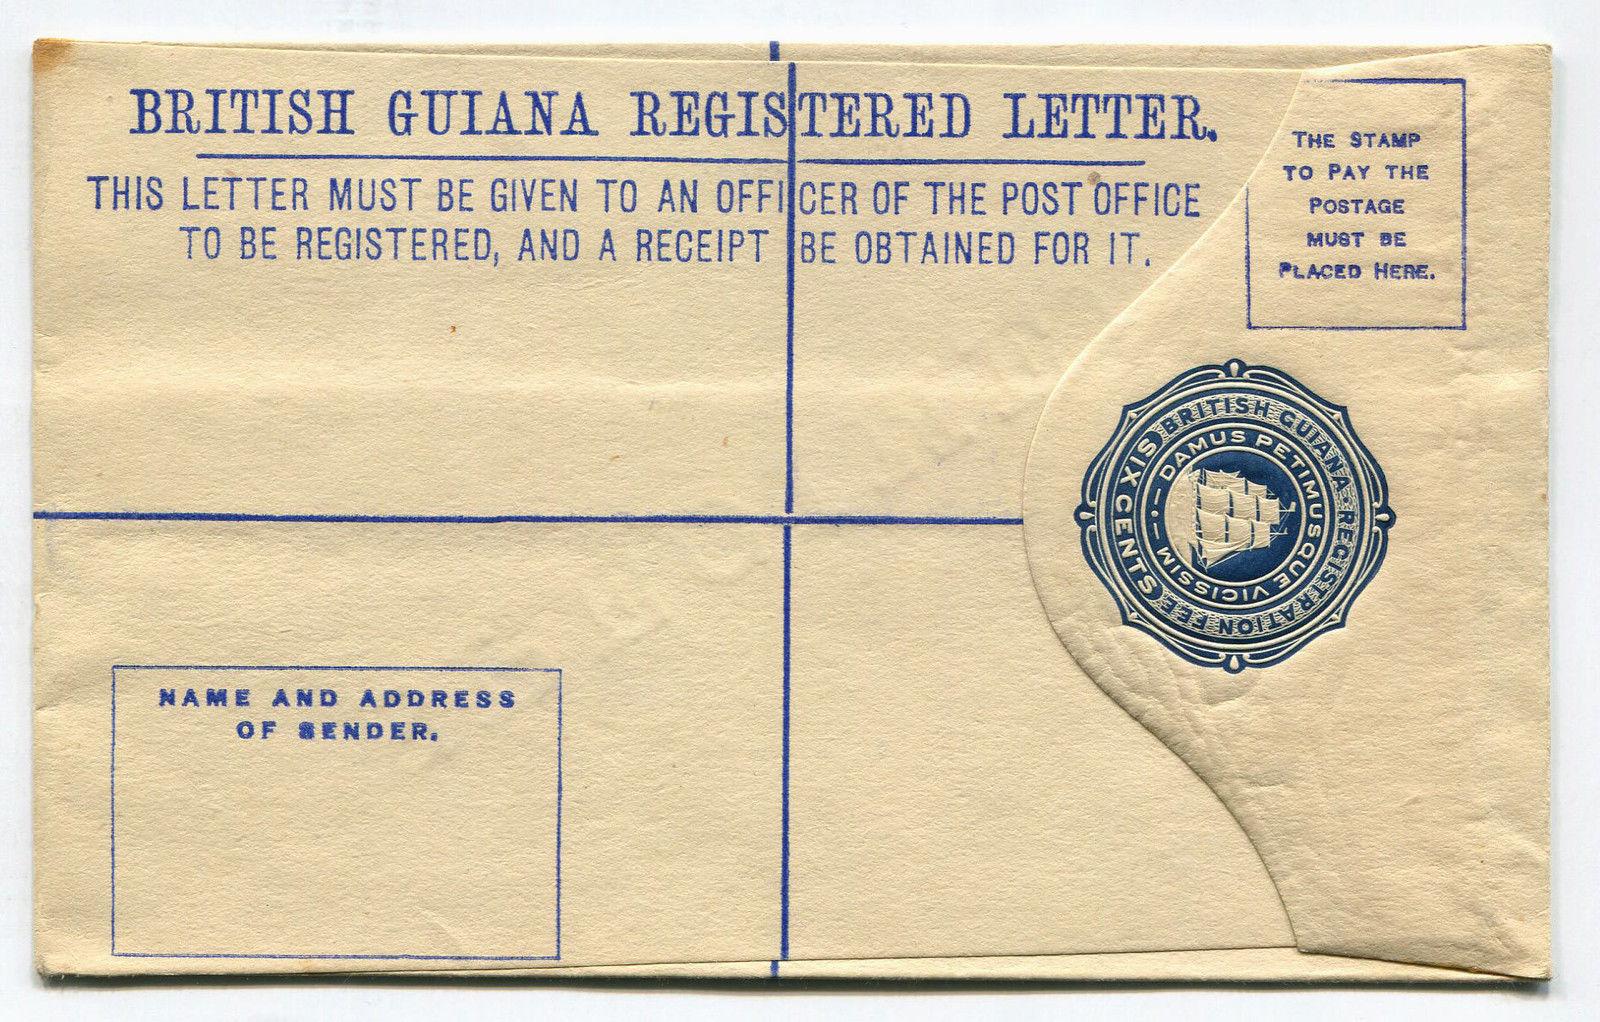 BRITISH GUIANA REGISTERED LETTER.
THIS LETTER MUST BE GIVEN TO AN OFFICER OF THE POST OFFICE
TO BE REGISTERED, AND A RECEIPT BE OBTAINED FOR IT.
THE STAMP
TO PAY THE
POSTAGE
MUST BE
PLACED HERE.
BRITISH GUIANA · REGISTRATION FEE
SIX CENTS
DAMUS PETIMUSQUE VICISSIM
NAME AND ADDRESS
OF SENDER.